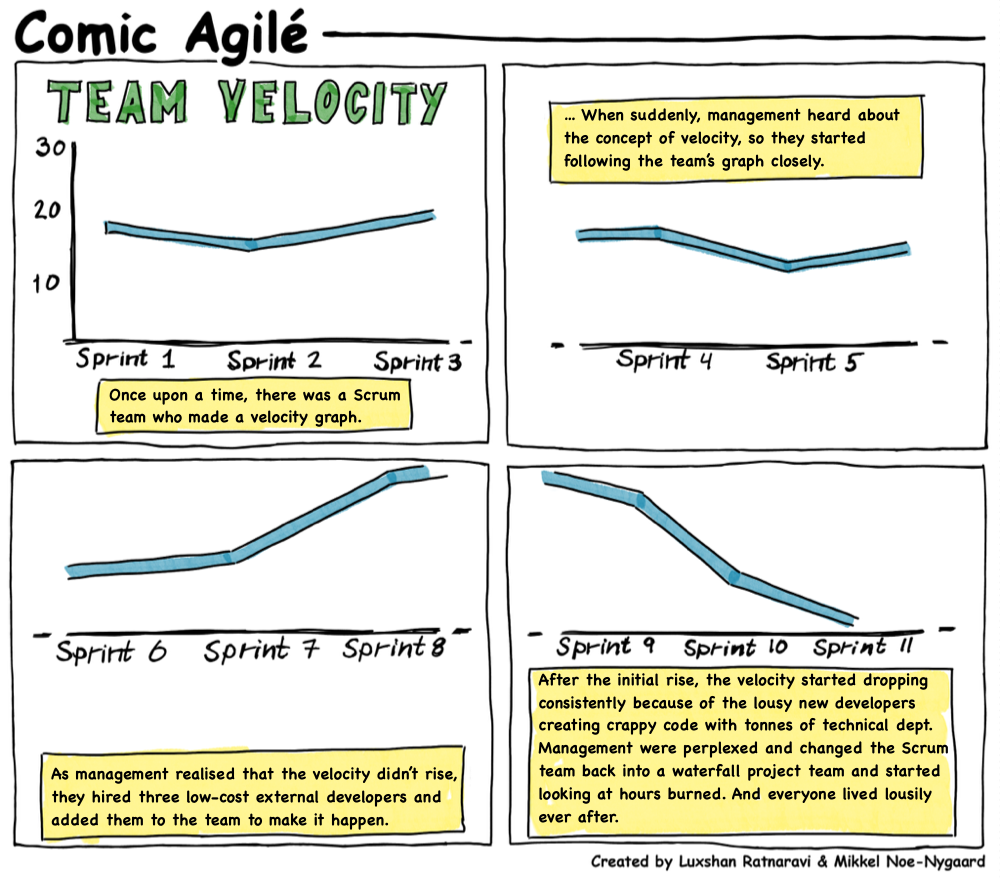 Comic Agilé
TEAM VELOCITY
30
20
10
Sprint 1 Sprint 2 Sprint 3
Once upon a time, there was a Scrum
team who made a velocity graph.
... When suddenly, management heard about
the concept of velocity, so they started
following the team's graph closely.
Sprint 4 Sprint 5
Sprint 6 Sprint 7 Sprint 8
As management realised that the velocity didn't rise,
they hired three low-cost external developers and
added them to the team to make it happen.
Sprint 9 Sprint 10 Sprint 11
After the initial rise, the velocity started dropping
consistently because of the lousy new developers
creating crappy code with tonnes of technical dept.
Management were perplexed and changed the Scrum
team back into a waterfall project team and started
looking at hours burned. And everyone lived lousily
ever after.
Created by Luxshan Ratnaravi & Mikkel Noe-Nygaard